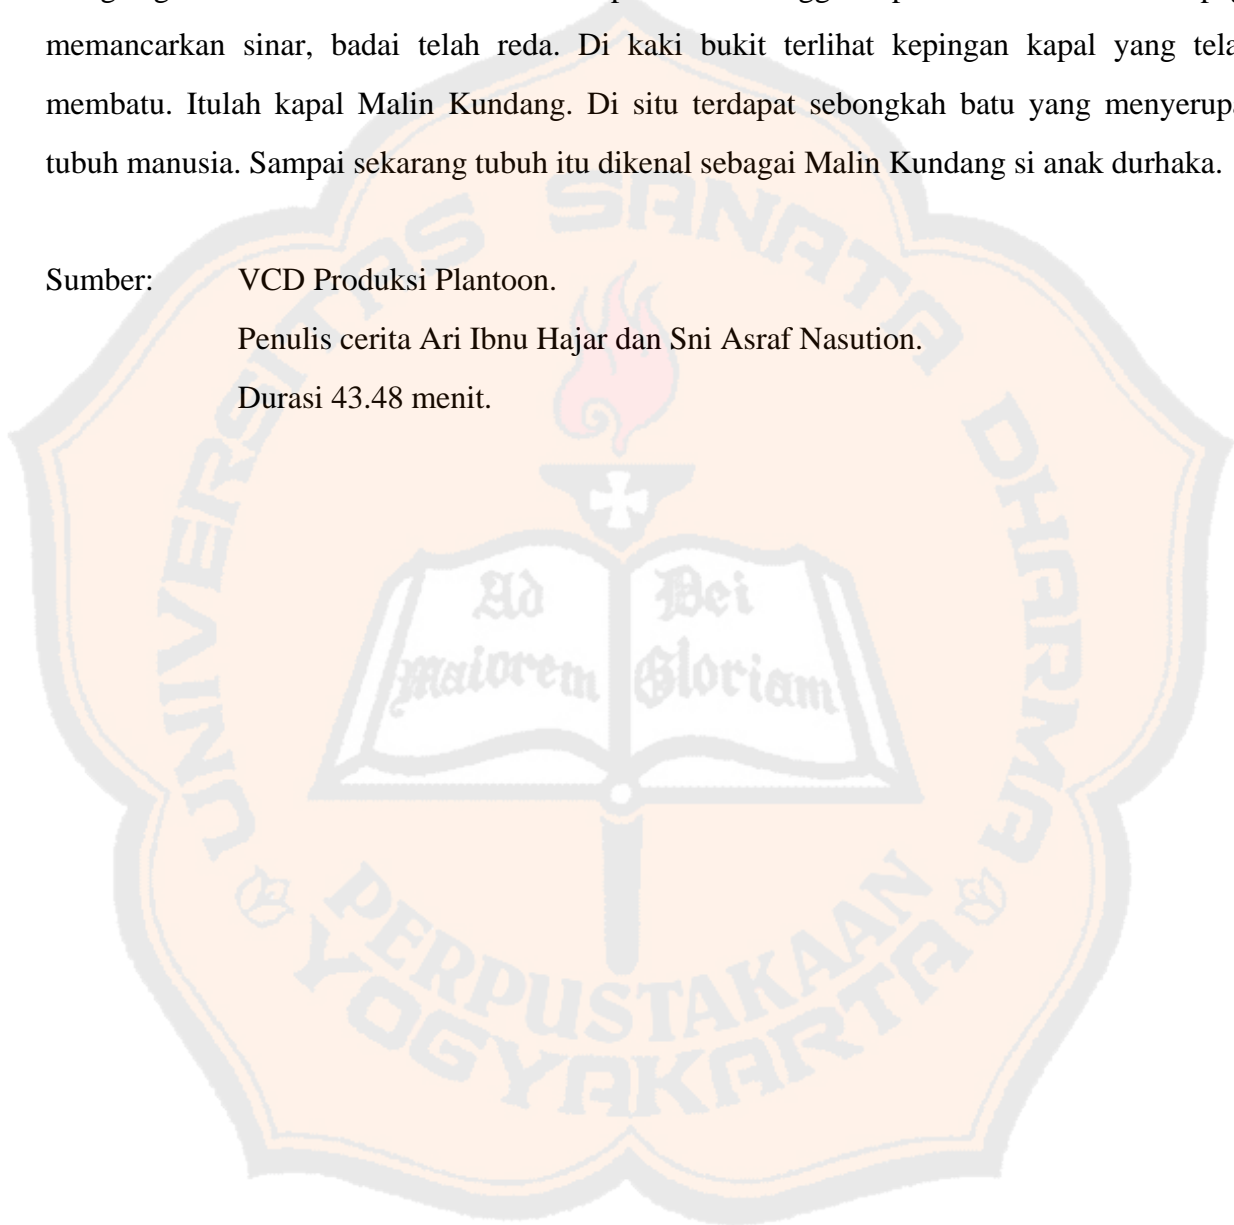 memancarkan sinar, badai telah reda. Di kaki bukit terlihat kepingan kapal yang
membatu. Itulah kapal Malin Kundang. Di situ terdapat sebongkah batu yang
tubuh manusia. Sampai sekarang tubuh itu dikenal sebagai Malin Kundang si anak durhaka.
Sumber: VCD Produksi Plantoon.
Penulis cerita Ari Ibnu Hajar dan Sni Asraf Nasution.
Durasi 43.48 menit.
UNIVERSITAS SANATA DHARMA
Ad Dei
Maiorem Gloriam
PERPUSTAKAAN
YOGYAKARTA